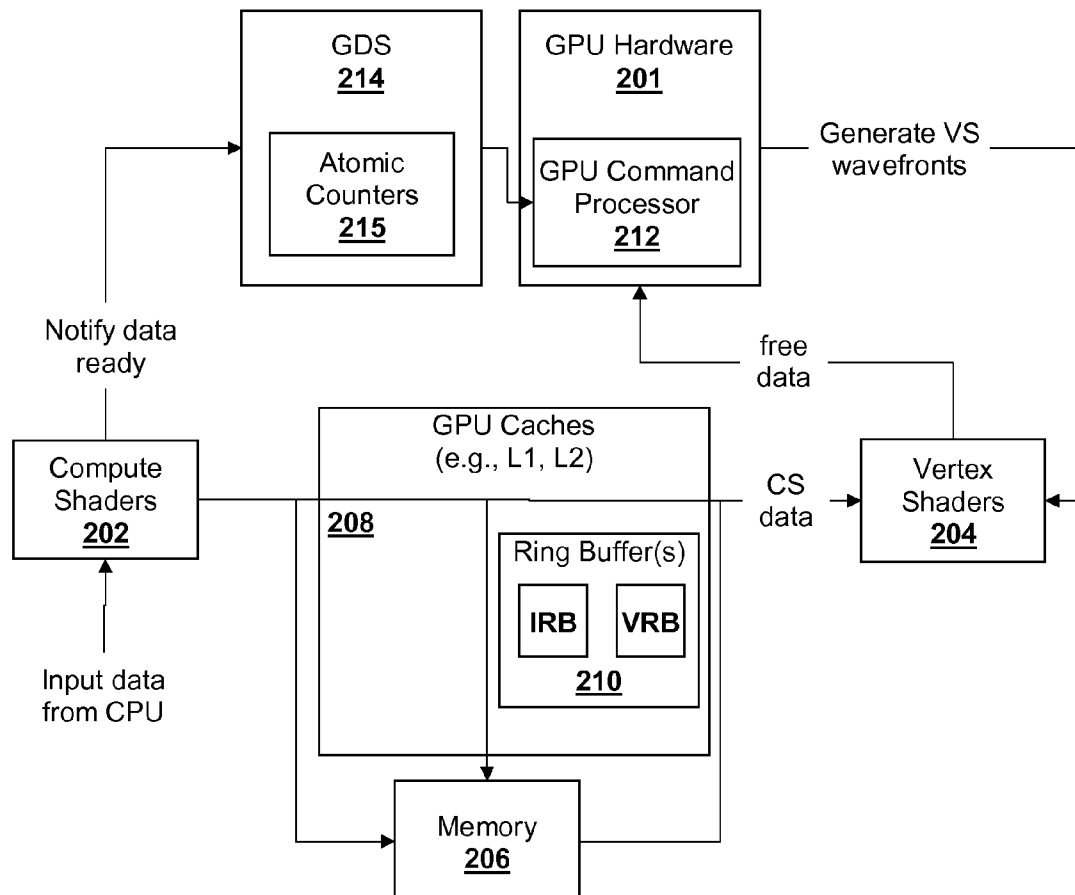 GDS
214
Atomic
Counters
215
GPU Hardware
201
GPU Command
Processor
212
Generate VS
wavefronts
Notify data
ready
free
data
Compute
Shaders
202
GPU Caches
(e.g., L1, L2)
208
CS
data
Vertex
Shaders
204
Ring Buffer(s)
IRB
VRB
210
Input data
from CPU
Memory
206